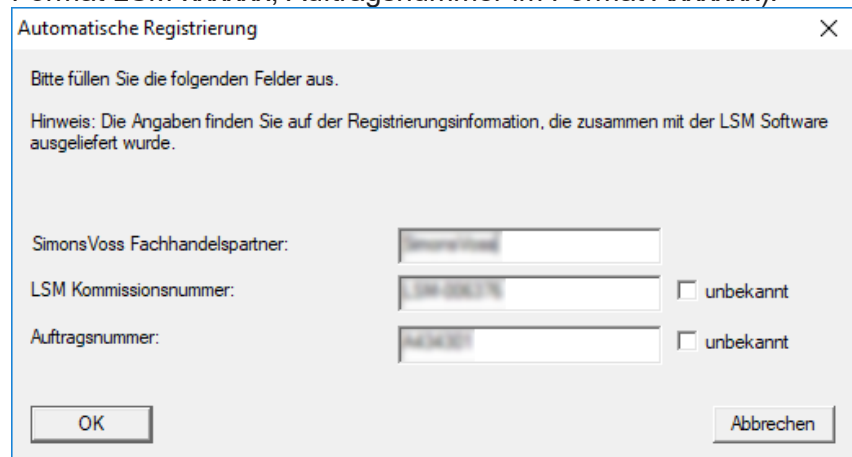 Automatische Registrierung
Bitte füllen Sie die folgenden Felder aus.
Hinweis: Die Angaben finden Sie auf der Registrierungsinformation, die zusammen mit der LSM Software
ausgeliefert wurde.
SimonsVoss Fachhandelspartner:
LSM Kommissionsnummer:
unbekannt
Auftragsnummer:
unbekannt
OK
Abbrechen